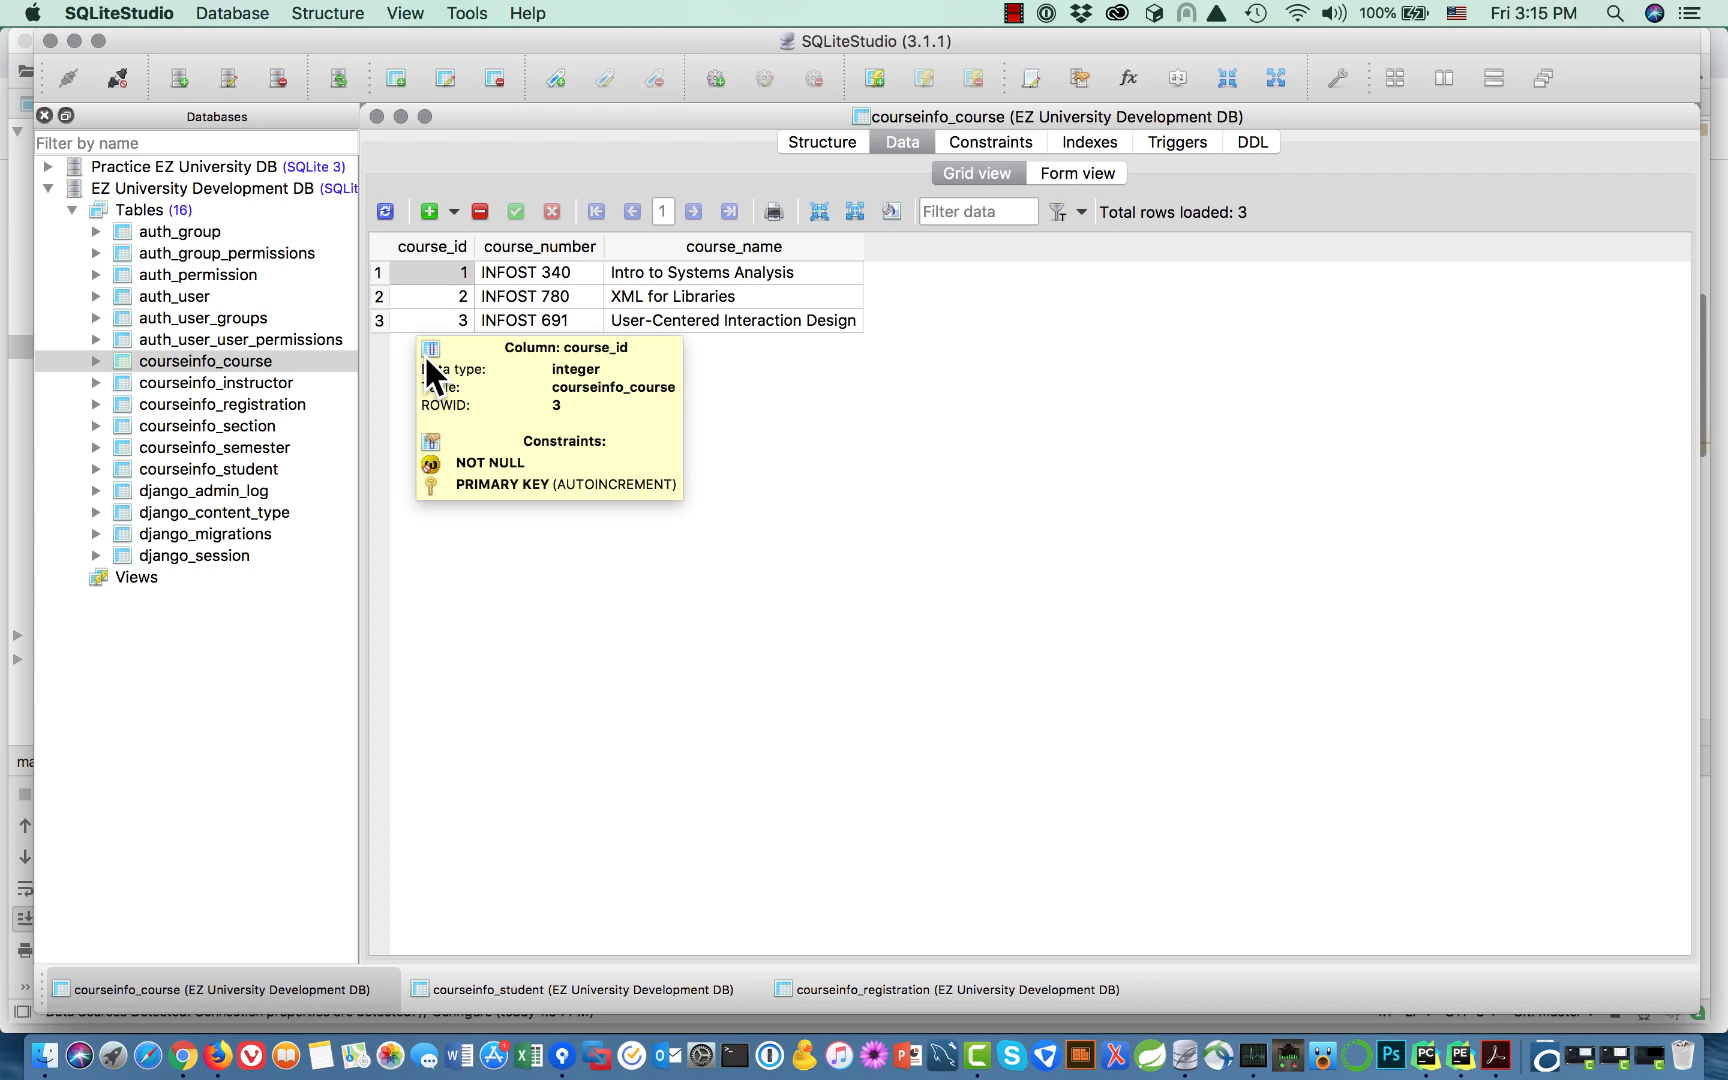 SQLiteStudio Database Structure View Tools Help 100% Fri 3:15 PM
SQLiteStudio (3.1.1)
Databases
courseinfo_course (EZ University Development DB)
Filter by name
Structure Data Constraints Indexes Triggers DDL
Practice EZ University DB (SQLite 3)
Grid view Form view
EZ University Development DB (SQLit
Tables (16)
1 Filter data Total rows loaded: 3
auth_group
auth_group_permissions
auth_permission
auth_user
auth_user_groups
auth_user_user_permissions
courseinfo_course
courseinfo_instructor
courseinfo_registration
courseinfo_section
courseinfo_semester
courseinfo_student
django_admin_log
django_content_type
django_migrations
django_session
Views
course_id course_number course_name
1 1 INFOST 340 Intro to Systems Analysis
2 2 INFOST 780 XML for Libraries
3 3 INFOST 691 User-Centered Interaction Design
Column: course_id
a type: integer
courseinfo_course
ROWID: 3
Constraints:
NOT NULL
PRIMARY KEY (AUTOINCREMENT)
ma
courseinfo_course (EZ University Development DB) courseinfo_student (EZ University Development DB) courseinfo_registration (EZ University Development DB)